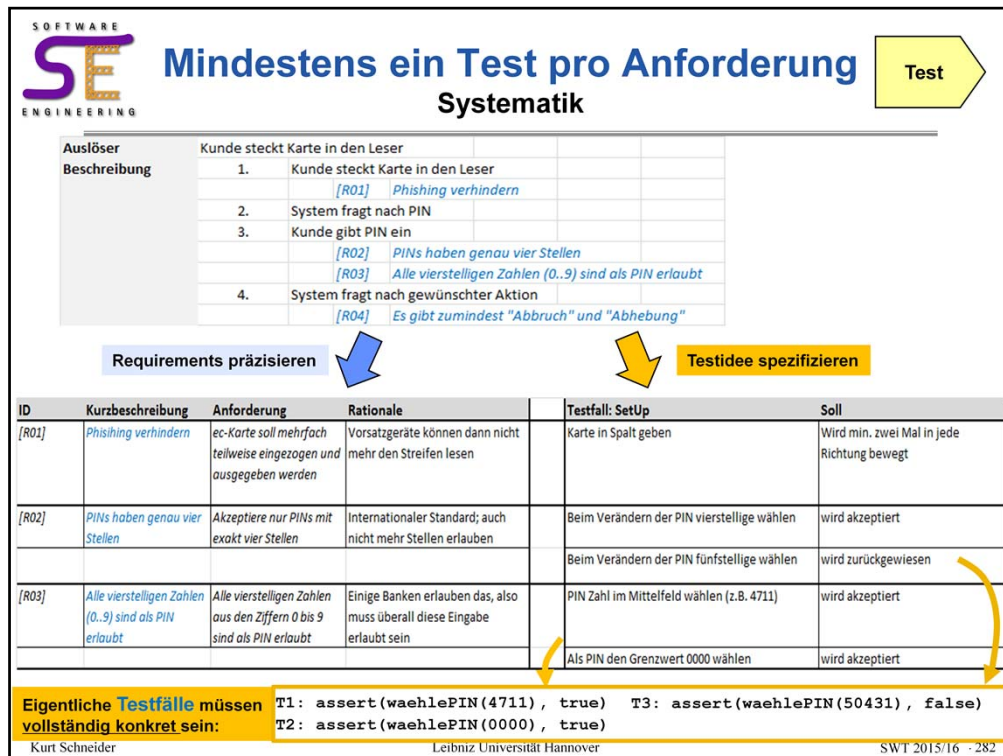 SOFTWARE
SE
ENGINEERING
Mindestens ein Test pro Anforderung
Systematik
Test
Auslöser Kunde steckt Karte in den Leser
Beschreibung 1. Kunde steckt Karte in den Leser
[R01] Phishing verhindern
2. System fragt nach PIN
3. Kunde gibt PIN ein
[R02] PINs haben genau vier Stellen
[R03] Alle vierstelligen Zahlen (0..9) sind als PIN erlaubt
4. System fragt nach gewünschter Aktion
[R04] Es gibt zumindest "Abbruch" und "Abhebung"
Requirements präzisieren
Testidee spezifizieren
ID Kurzbeschreibung Anforderung Rationale Testfall: SetUp Soll
[R01] Phisihing verhindern ec-Karte soll mehrfach Vorsatzgeräte können dann nicht Karte in Spalt geben Wird min. zwei Mal in jede
teilweise eingezogen und mehr den Streifen lesen Richtung bewegt
ausgegeben werden
[R02] PINs haben genau vier Akzeptiere nur PINs mit Internationaler Standard; auch Beim Verändern der PIN vierstellige wählen wird akzeptiert
Stellen exakt vier Stellen nicht mehr Stellen erlauben
Beim Verändern der PIN fünfstellige wählen wird zurückgewiesen
[R03] Alle vierstelligen Zahlen Alle vierstelligen Zahlen Einige Banken erlauben das, also PIN Zahl im Mittelfeld wählen (z.B. 4711) wird akzeptiert
(0..9) sind als PIN aus den Ziffern 0 bis 9 muss überall diese Eingabe
erlaubt sind als PIN erlaubt erlaubt sein
Als PIN den Grenzwert 0000 wählen wird akzeptiert
Eigentliche Testfälle müssen
vollständig konkret sein:
T1: assert(waehlePIN(4711), true) T3: assert(waehlePIN(50431), false)
T2: assert(waehlePIN(0000), true)
Kurt Schneider Leibniz Universität Hannover SWT 2015/16 - 282